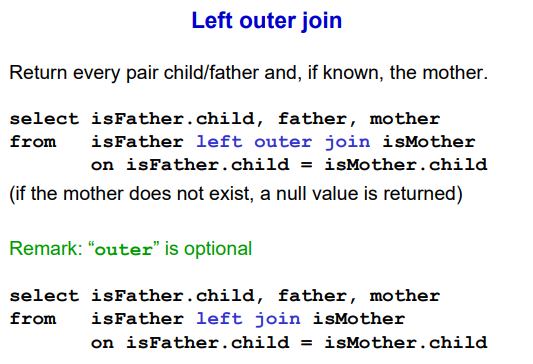 Left outer join
Return every pair child/father and, if known, the mother.
select isFather.child, father, mother
from   isFather left outer join isMother
       on isFather.child = isMother.child
(if the mother does not exist, a null value is returned)
Remark: “outer” is optional
select isFather.child, father, mother
from   isFather left join isMother
       on isFather.child = isMother.child